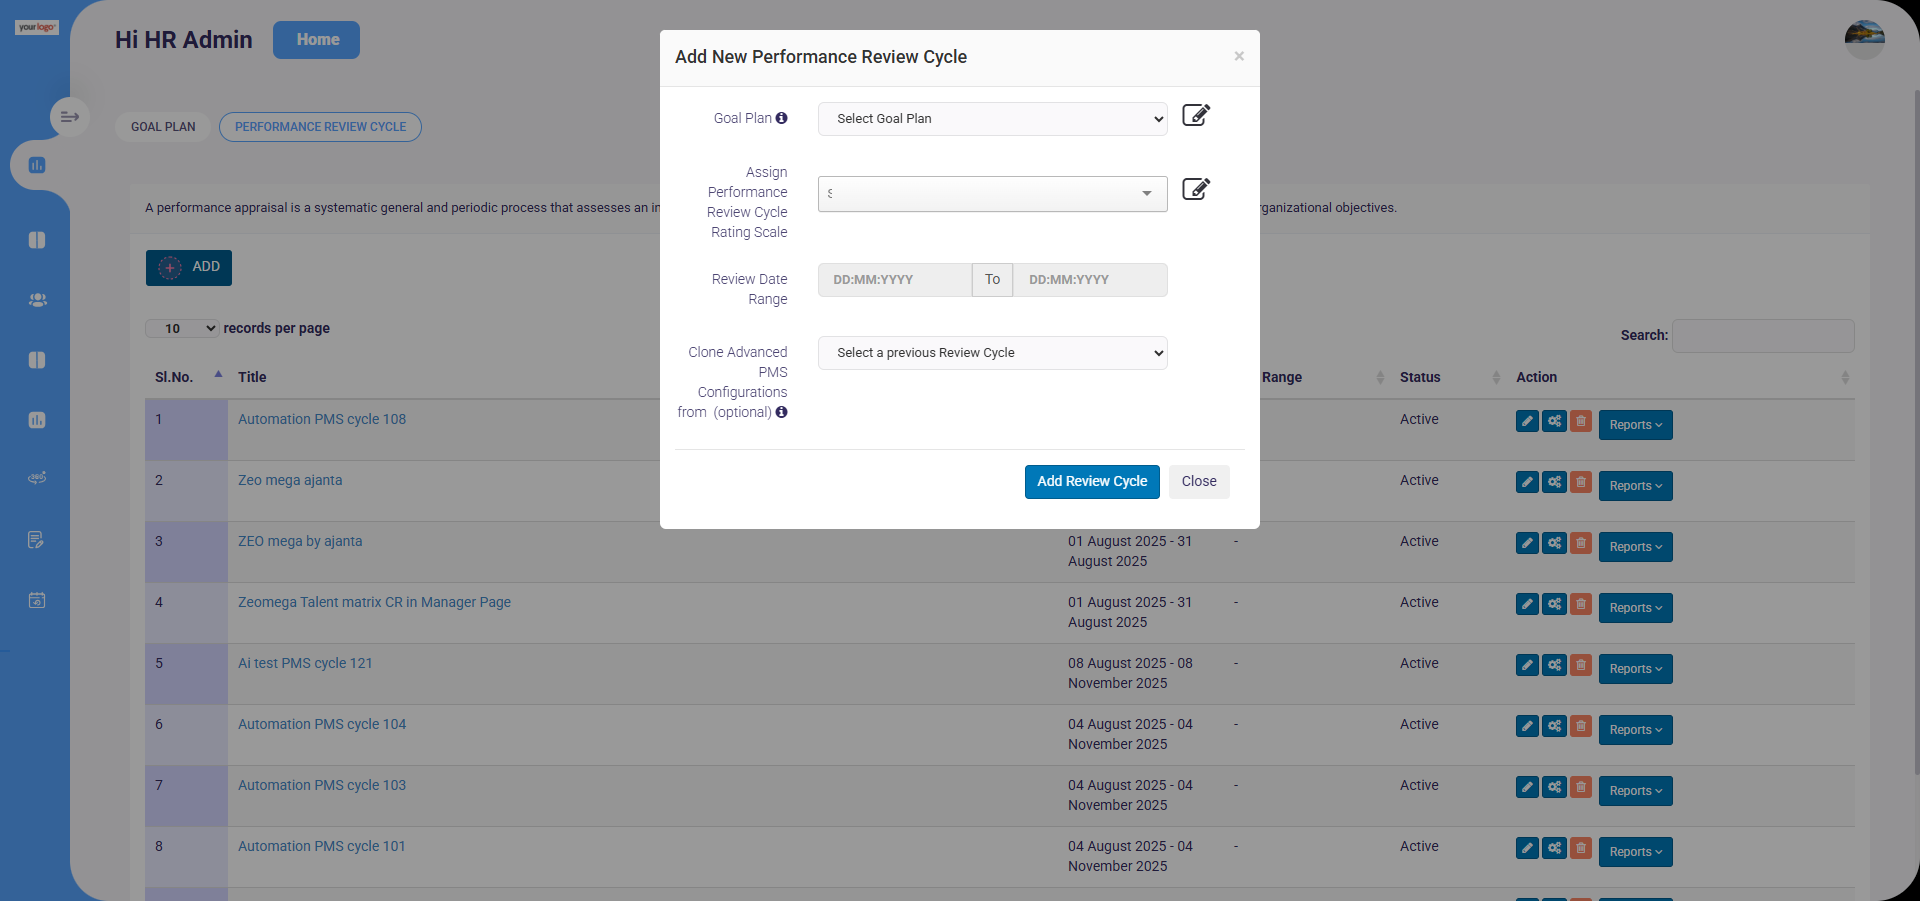 yourlogo
Hi HR Admin
Home
GOAL PLAN
PERFORMANCE REVIEW CYCLE
Add New Performance Review Cycle
×
Goal Plan
Select Goal Plan
Assign
Performance
Review Cycle
Rating Scale
Review Date
Range
DD:MM:YYYY To DD:MM:YYYY
Clone Advanced
PMS
Configurations
from (optional)
Select a previous Review Cycle
Add Review Cycle
Close
A performance appraisal is a systematic general and periodic process that assesses an in
rganizational objectives.
ADD
10 records per page
Search:
Sl.No. Title Range Status Action
1 Automation PMS cycle 108 Active Reports
2 Zeo mega ajanta Active Reports
3 ZEO mega by ajanta 01 August 2025 - 31 - Active Reports
August 2025
4 Zeomega Talent matrix CR in Manager Page 01 August 2025 - 31 - Active Reports
August 2025
5 Ai test PMS cycle 121 08 August 2025 - 08 - Active Reports
November 2025
6 Automation PMS cycle 104 04 August 2025 - 04 - Active Reports
November 2025
7 Automation PMS cycle 103 04 August 2025 - 04 - Active Reports
November 2025
8 Automation PMS cycle 101 04 August 2025 - 04 - Active Reports
November 2025
360